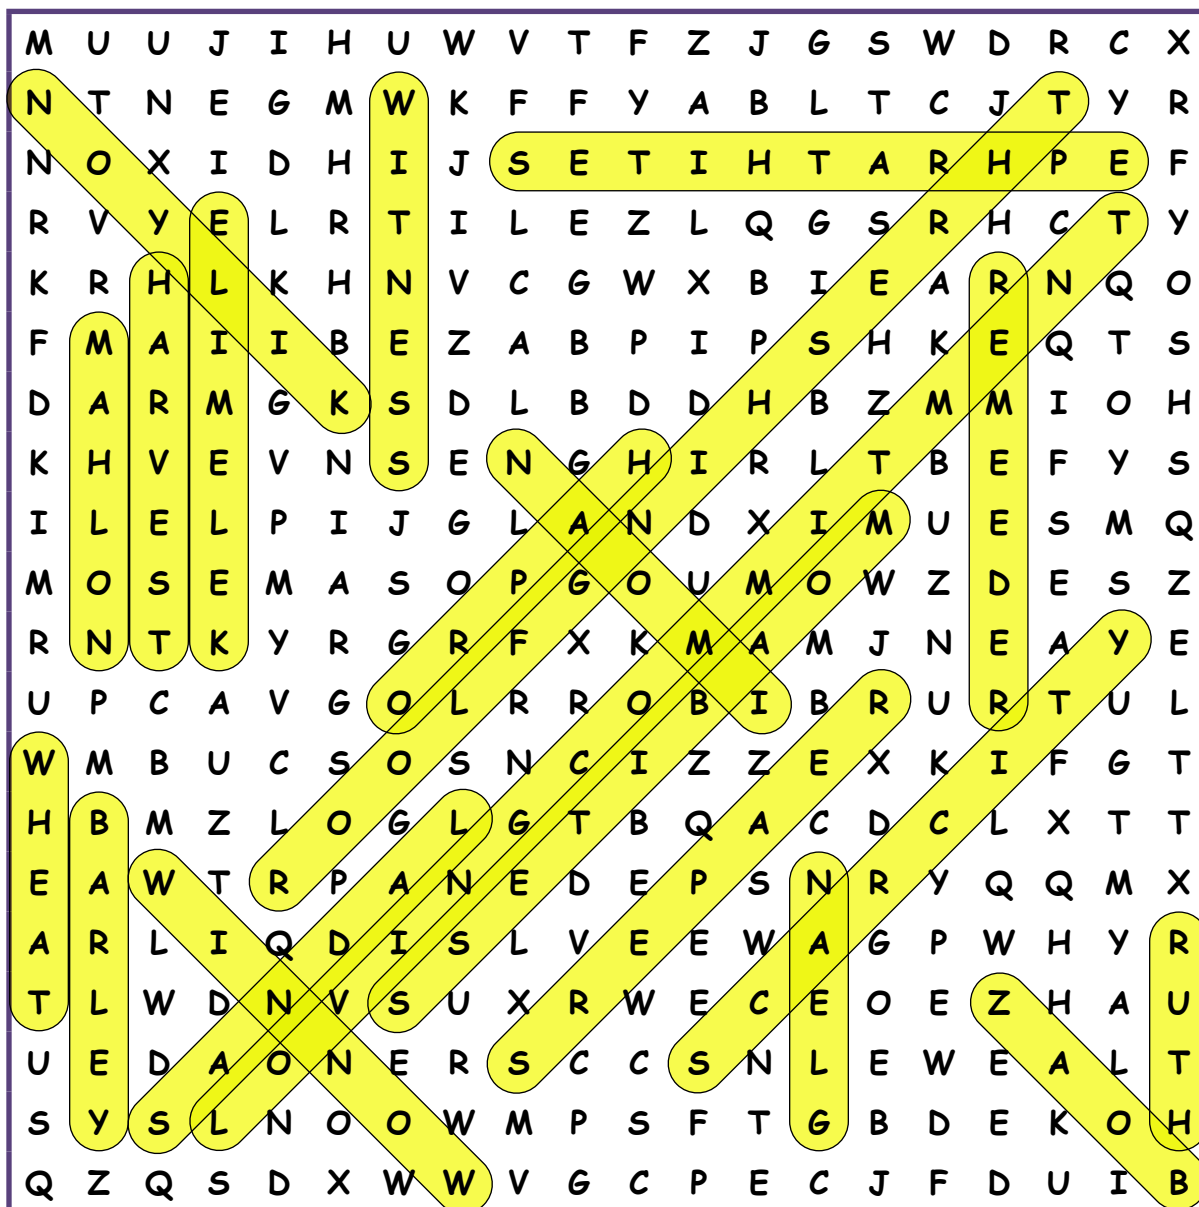 M U U J I H U W V T F Z J G S W D R C X
N T N E G M W K F F Y A B L T C J T Y R
N O X I D H I J S E T I H T A R H P E F
R V Y E L R T I L E Z L Q G S R H C T Y
K R H L K H N V C G W X B I E A R N Q O
F M A I I B E Z A B P I P S H K E Q T S
D A R M G K S D L B D D H B Z M M I O H
K H V E V N S E N G H I R L T B E F Y S
I L E L P I J G L A N D X I M U E S M Q
M O S E M A S O P G O U M O W Z D E S Z
R N T K Y R G R F X K M A M J N E A Y E
U P C A V G O L R R O B I B R U R T U L
W M B U C S O S N C I Z Z E X K I F G T
H B M Z L O G L G T B Q A C D C L X T T
E A W T R P A N E D E P S N R Y Q Q M X
A R L I Q D I S L V E E W A G P W H Y R
T L W D N V S U X R W E C E O E Z H A U
U E D A O N E R S C C S N L E W E A L T
S Y S L N O O W M P S F T G B D E K O H
Q Z Q S D X W W V G C P E C J F D U I B